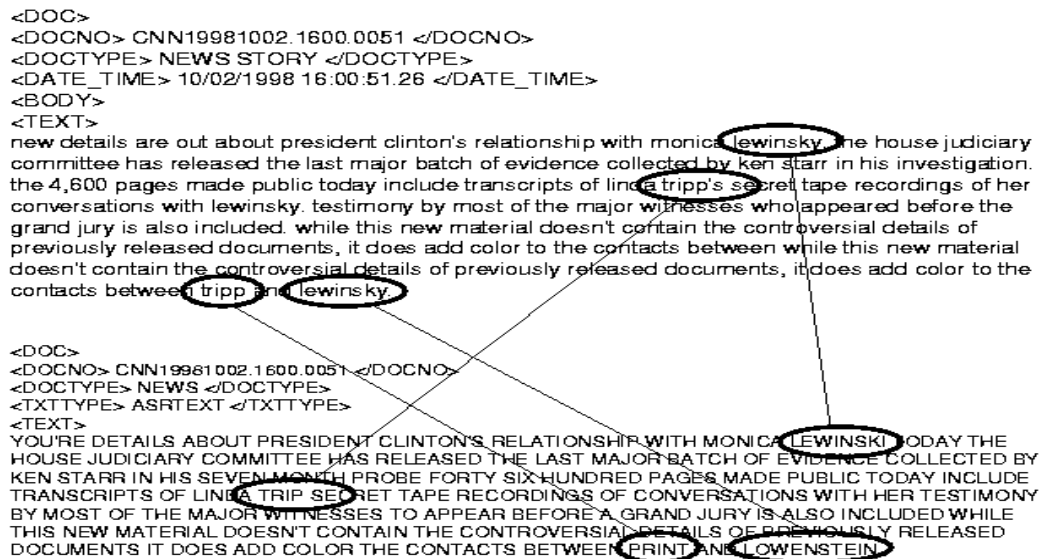 <DOC>
<DOCNO> CNN19981002.1600.0051 </DOCNO>
<DOCTYPE> NEWS STORY </DOCTYPE>
<DATE_TIME> 10/02/1998 16:00:51.26 </DATE_TIME>
<BODY>
<TEXT>
new details are out about president clinton's relationship with monica lewinsky. he house judiciary
committee has released the last major batch of evidence collected by ken starr in his investigation.
the 4,600 pages made public today include transcripts of linda tripp's secret tape recordings of her
conversations with lewinsky. testimony by most of the major witnesses who appeared before the
grand jury is also included. while this new material doesn't contain the controversial details of
previously released documents, it does add color to the contacts between while this new material
doesn't contain the controversial details of previously released documents, it does add color to the
contacts between tripp and lewinsky.
<DOC>
<DOCNO> CNN19981002.1600.0051 </DOCNO>
<DOCTYPE> NEWS </DOCTYPE>
<TXTTYPE> ASRTEXT </TXTTYPE>
<TEXT>
YOU'RE DETAILS ABOUT PRESIDENT CLINTON'S RELATIONSHIP WITH MONICA LEWINSKI ODAY THE
HOUSE JUDICIARY COMMITTEE HAS RELEASED THE LAST MAJOR BATCH OF EVIDENCE COLLECTED BY
KEN STARR IN HIS SEVEN MONTH PROBE FORTY SIX HUNDRED PAGES MADE PUBLIC TODAY INCLUDE
TRANSCRIPTS OF LINDA TRIP SECRET TAPE RECORDINGS OF CONVERSATIONS WITH HER TESTIMONY
BY MOST OF THE MAJOR WITNESSES TO APPEAR BEFORE A GRAND JURY IS ALSO INCLUDED WHILE
THIS NEW MATERIAL DOESN'T CONTAIN THE CONTROVERSIAL DETAILS OF PREVIOUSLY RELEASED
DOCUMENTS IT DOES ADD COLOR THE CONTACTS BETWEEN PRINT AND LOWENSTEIN